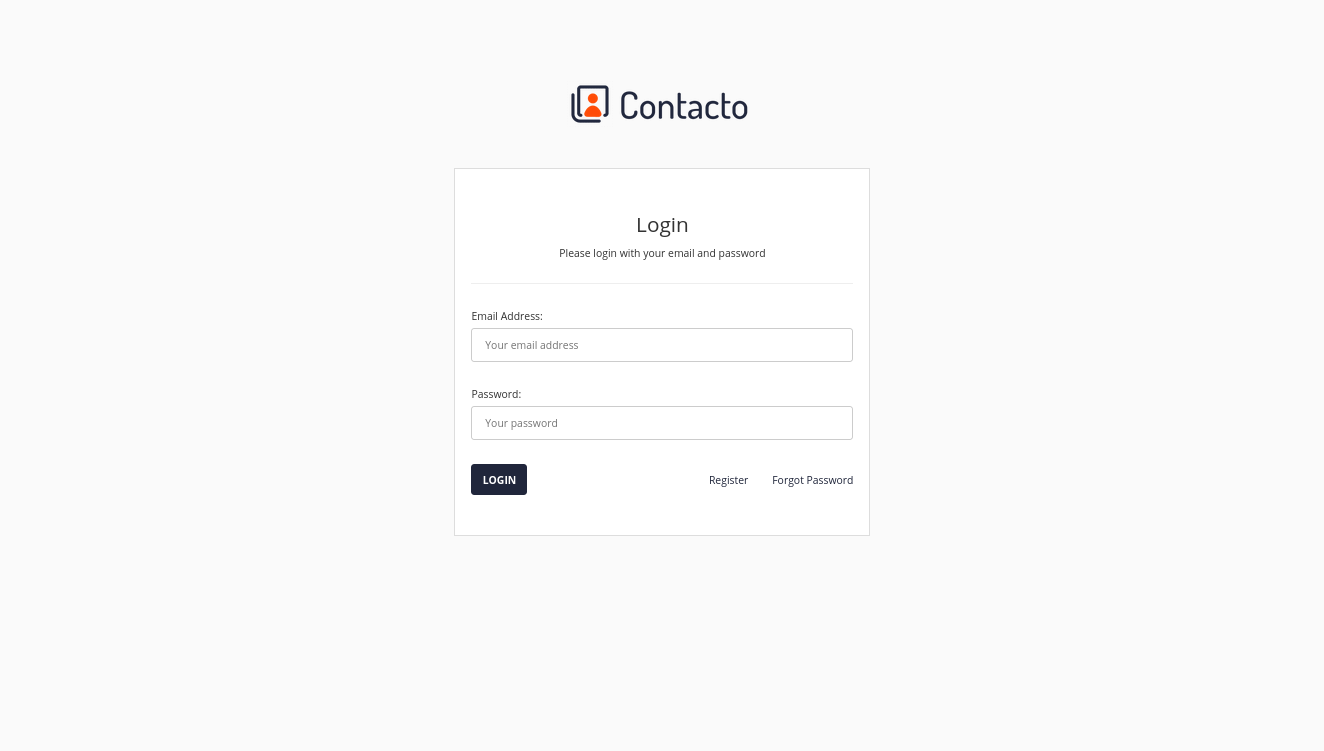 Contacto
Login
Please login with your email and password
Email Address:
Your email address
Password:
Your password
LOGIN Register Forgot Password